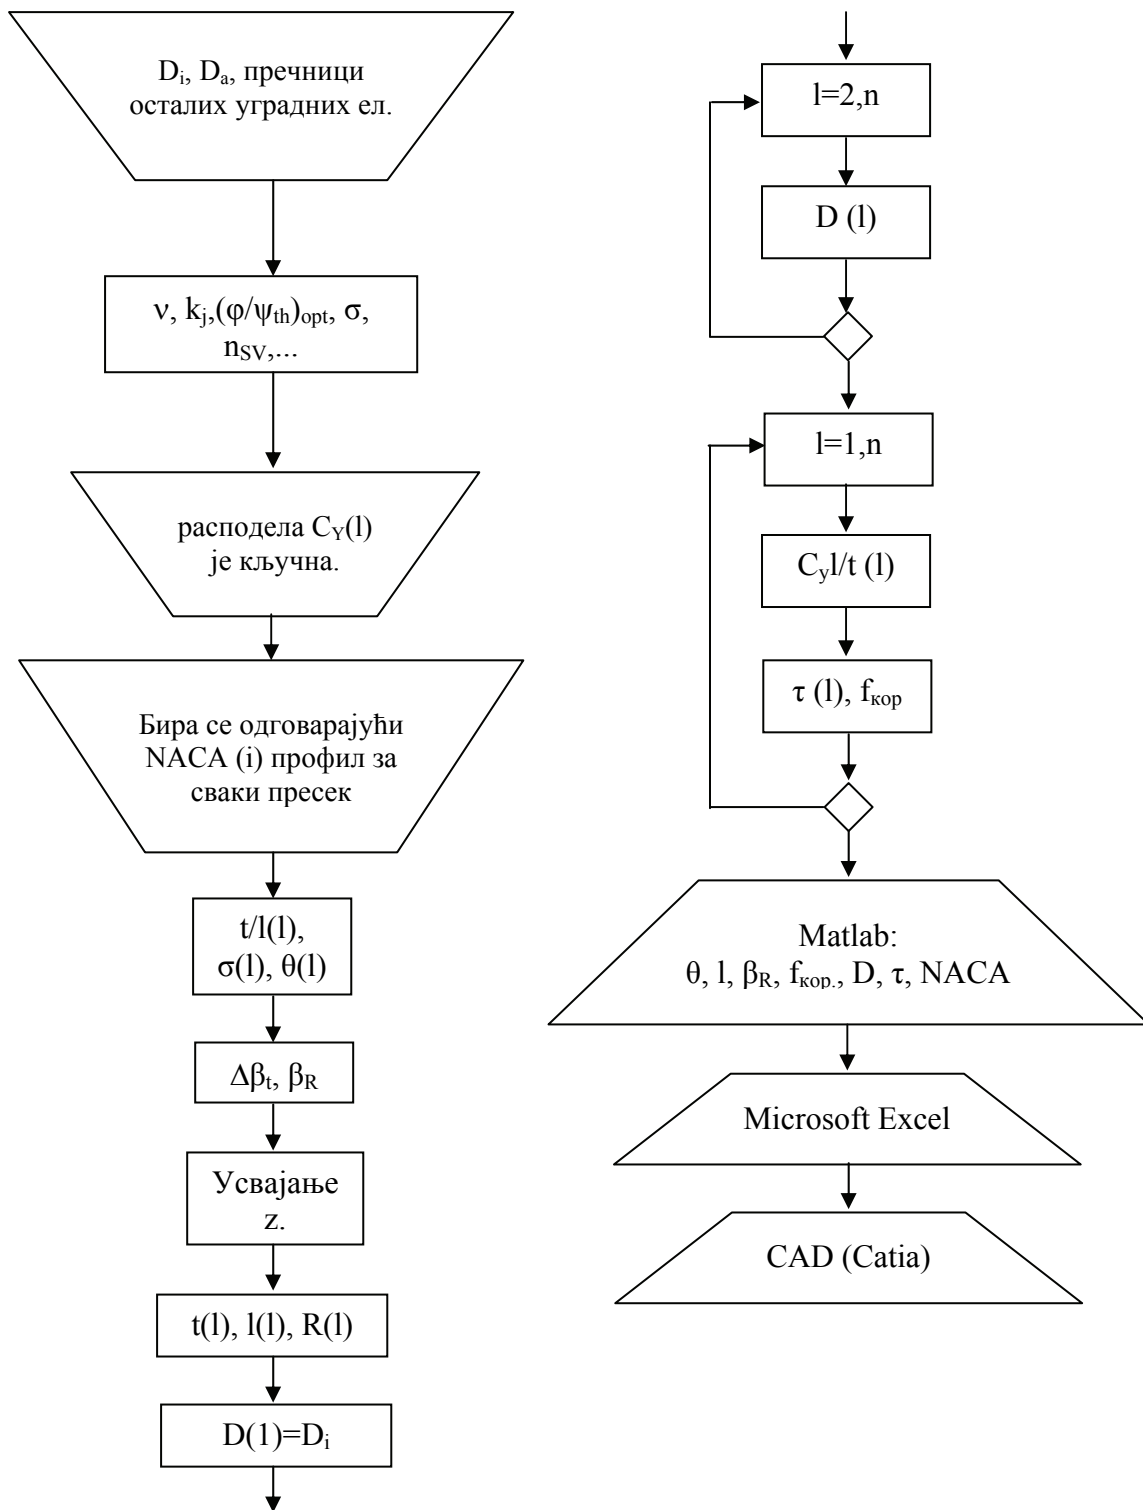 Di, Da, пречници
осталих уградних ел.
ν, kj,(φ/ψth)opt, σ,
nSV,...
расподела CY(l)
је кључна.
Бира се одговарајући
NACA (i) профил за
сваки пресек
t/l(l),
σ(l), θ(l)
Δβt, βR
Усвајање
z.
t(l), l(l), R(l)
D(1)=Di
l=2,n
D (l)
l=1,n
Cyl/t (l)
τ (l), fкор
Matlab:
θ, l, βR, fкор., D, τ, NACA
Microsoft Excel
CAD (Catia)